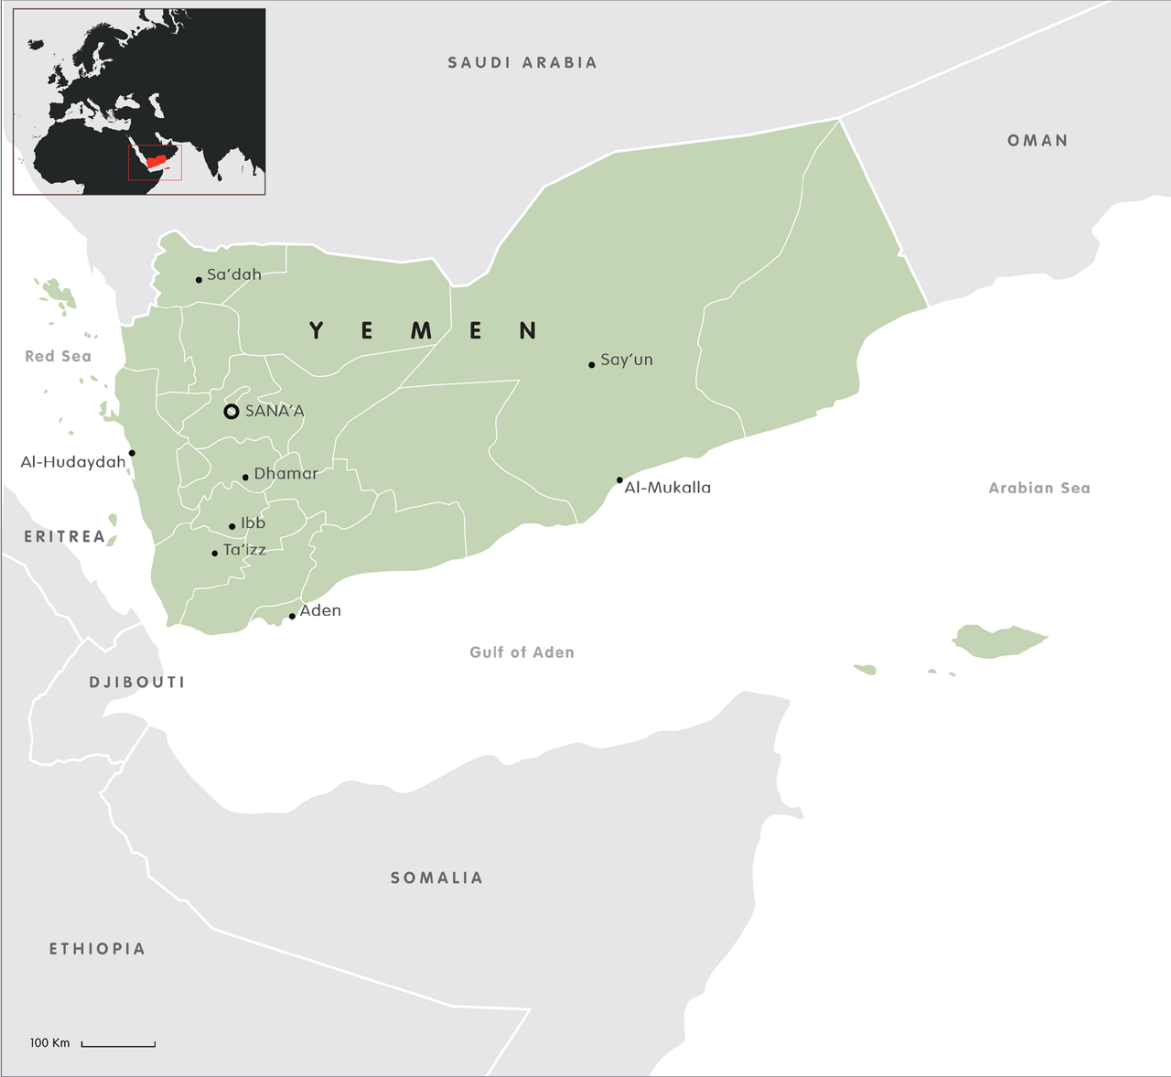 SAUDI ARABIA
OMAN
Sa’dah
YEMEN
Red Sea
Say’un
SANA’A
Al-Hudaydah
Dhamar
Al-Mukalla
Arabian Sea
Ibb
ERITREA
Ta’izz
Aden
Gulf of Aden
DJIBOUTI
SOMALIA
ETHIOPIA
100 Km